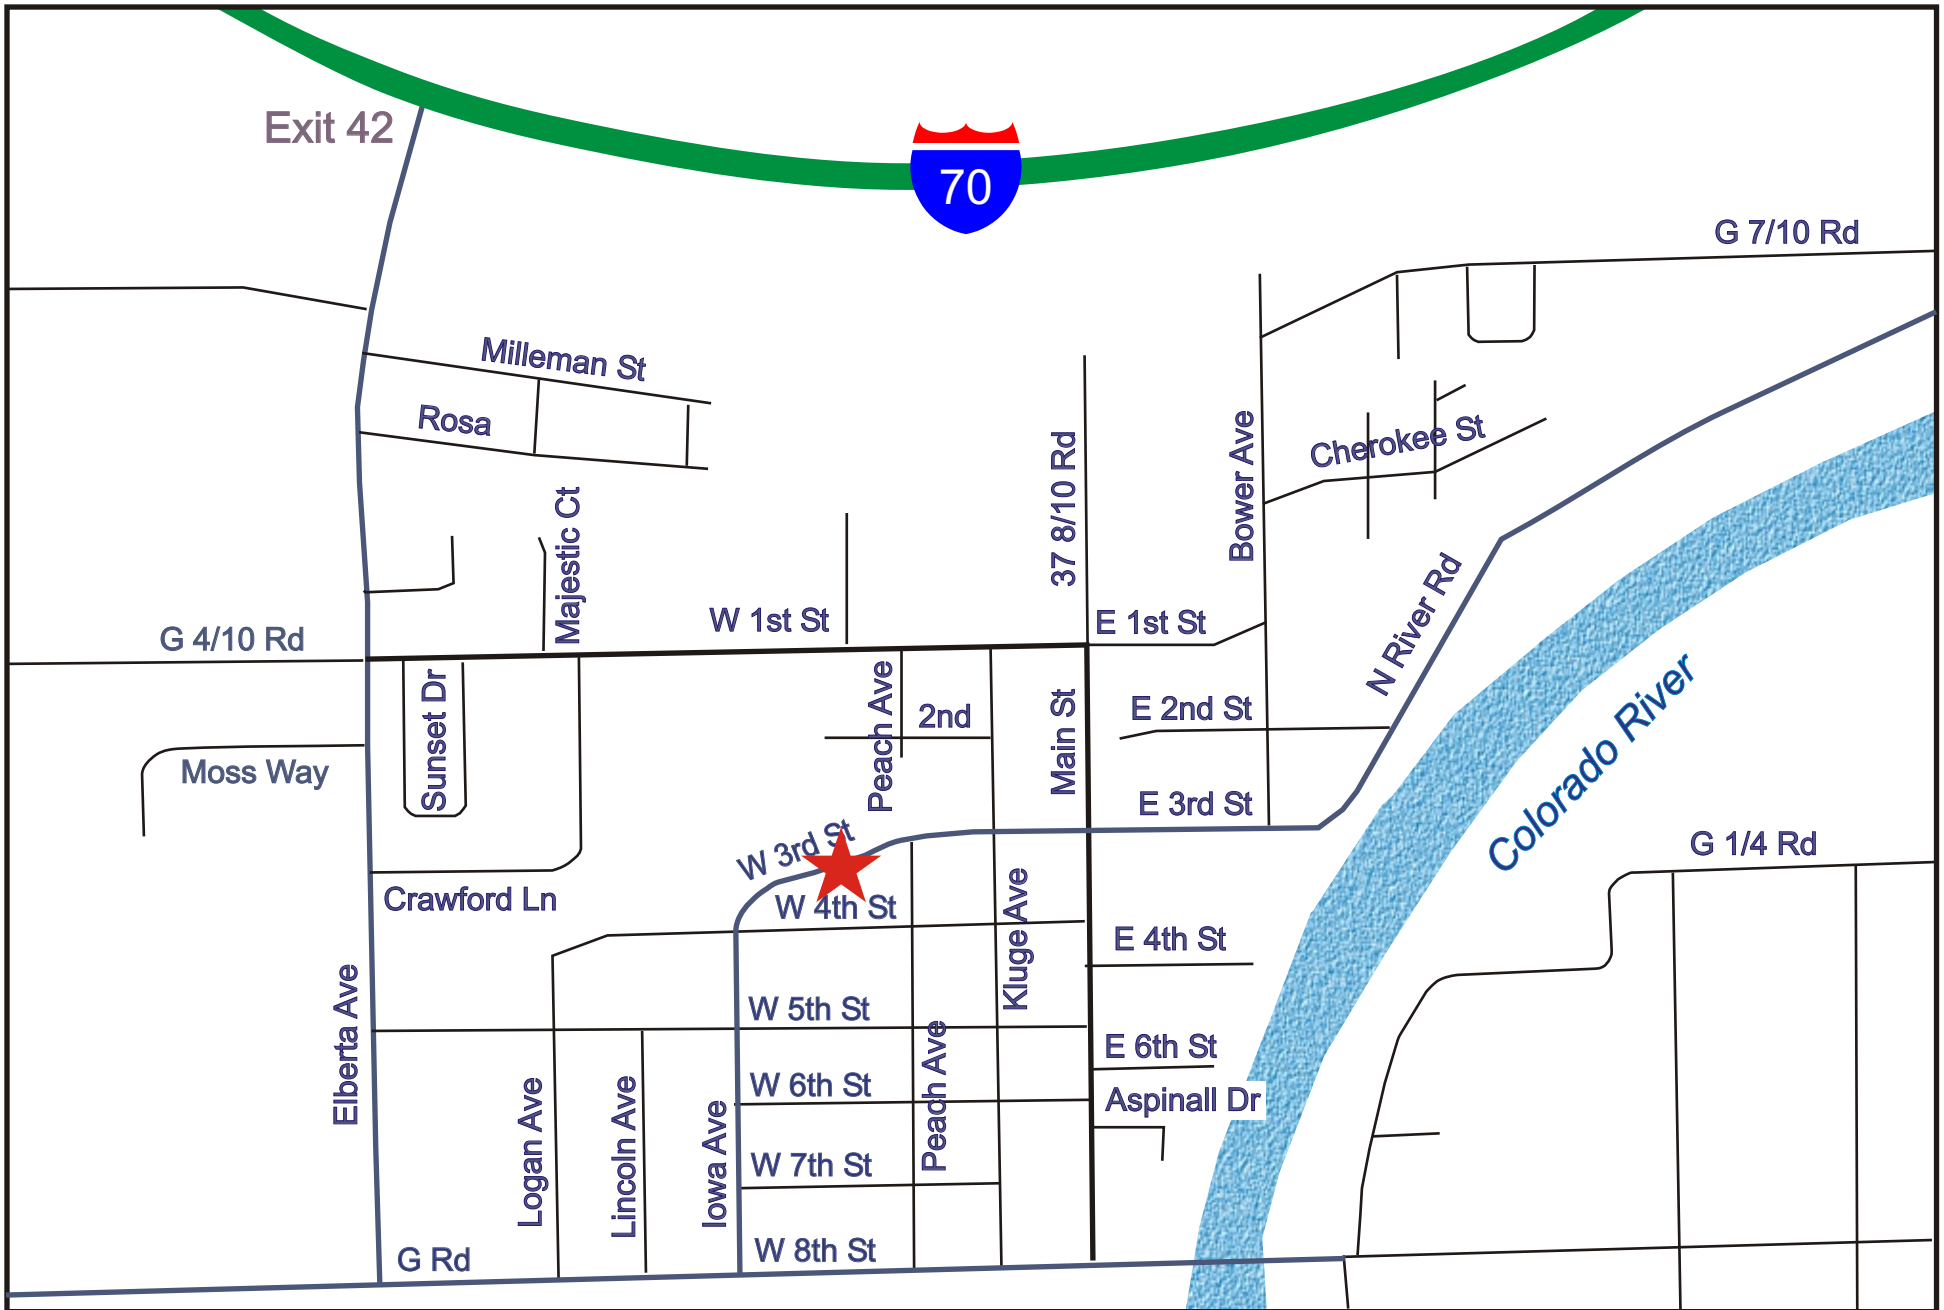 Exit 42
70
G 7/10 Rd
Milleman St
Rosa
Cherokee St
Bower Ave
37 8/10 Rd
Majestic Ct
W 1st St
E 1st St
G 4/10 Rd
N River Rd
Sunset Dr
Peach Ave
2nd
Main St
E 2nd St
Moss Way
Colorado River
E 3rd St
W 3rd St
G 1/4 Rd
Crawford Ln
W 4th St
Kluge Ave
E 4th St
Elberta Ave
W 5th St
Peach Ave
E 6th St
W 6th St
Aspinall Dr
Logan Ave
Lincoln Ave
Iowa Ave
W 7th St
W 8th St
G Rd